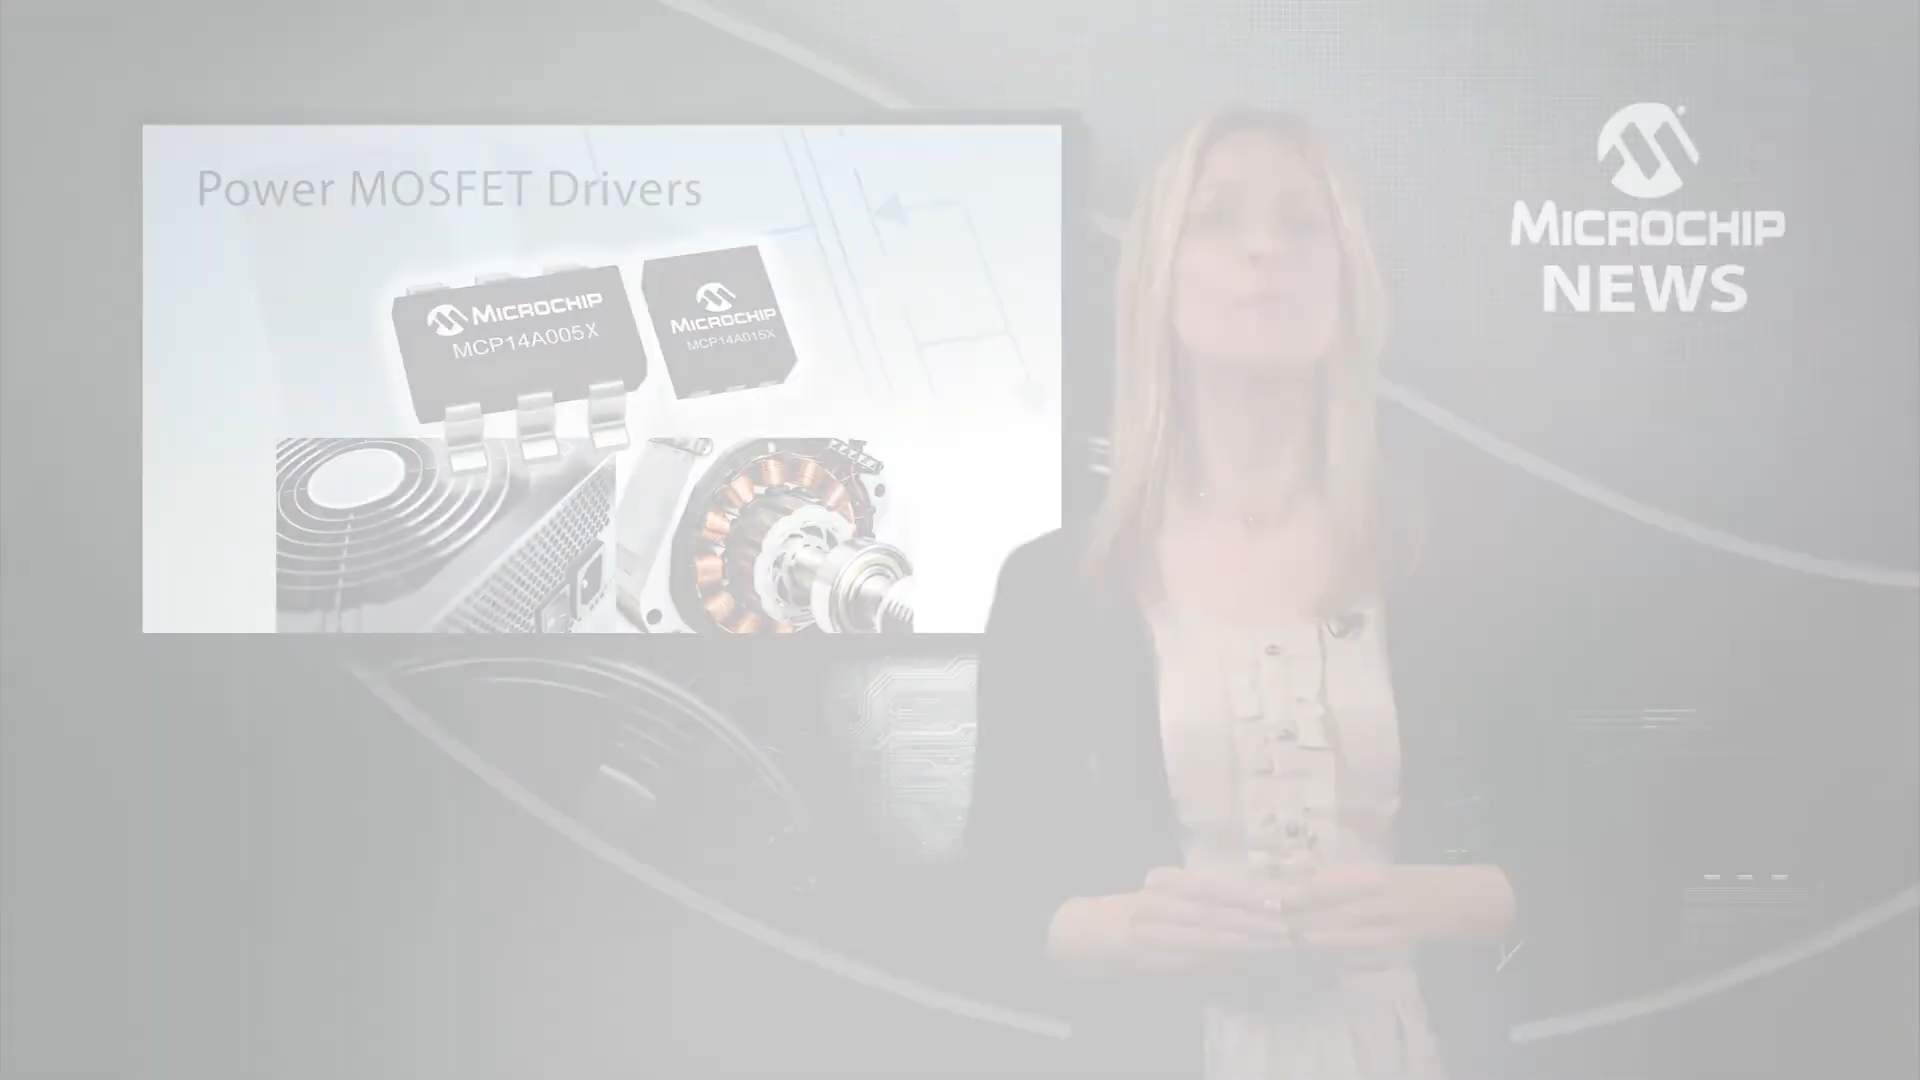 Power MOSFET Drivers
MICROCHIP
MCP14A005X
MICROCHIP
MCP14A015X
MICROCHIP
NEWS